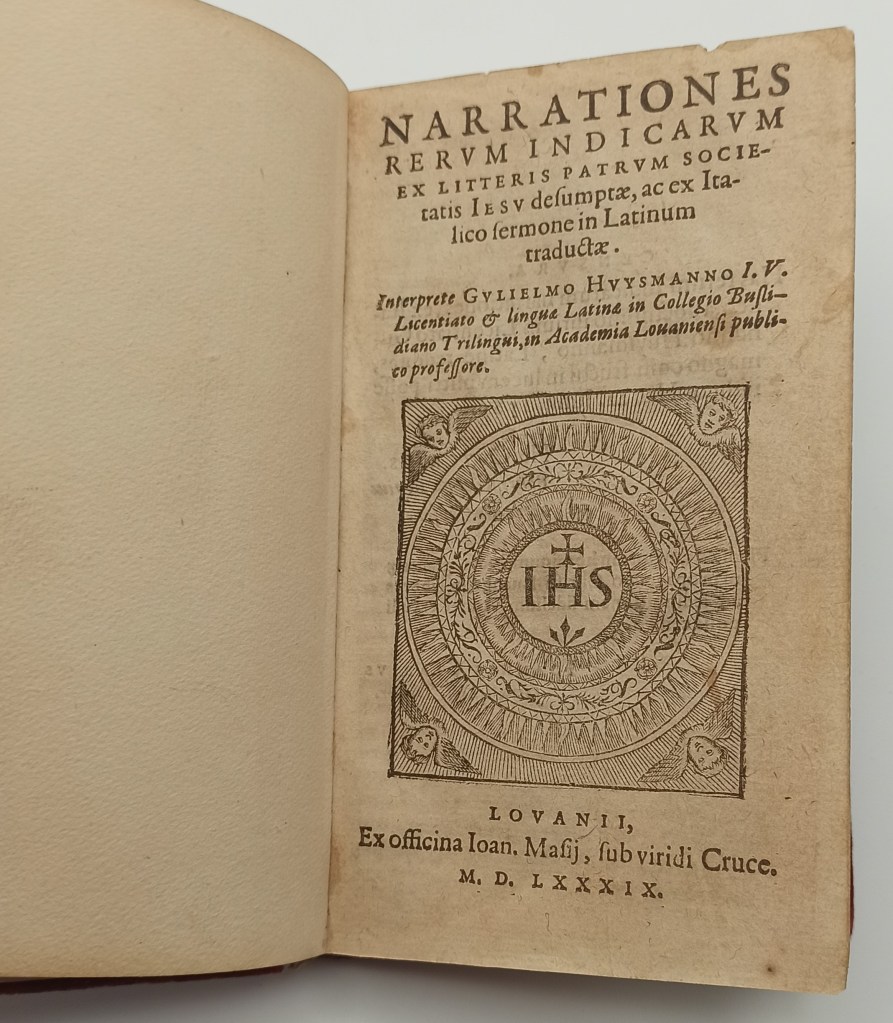 NARRATIONES
RERVM INDICARVM
EX LITTERIS PATRVM SOCIE-
tatis IESV deſumptæ, ac ex Ita-
lico ſermone in Latinum
traductæ.
Interprete GVLIELMO HVYSMANNO I. V.
Licentiato & linguæ Latinæ in Collegio Buſli-
diano Trilingui, in Academia Louanienſi publi-
co profeſſore.
IHS
LOVANII,
Ex officina Ioan. Maſij, ſub viridi Cruce.
M. D. LXXXIX.